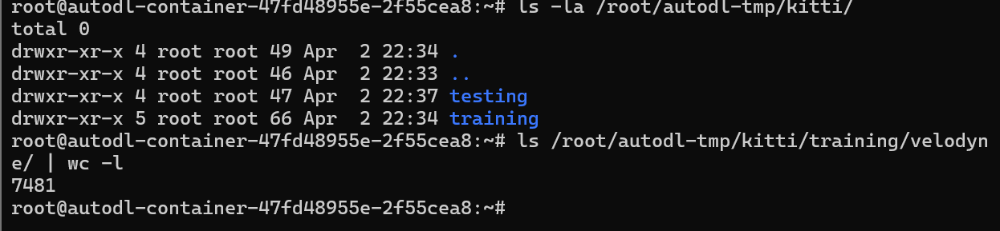 root@autodl-container-47fd48955e-2f55cea8:~# ls -la /root/autodl-tmp/kitti/
total 0
drwxr-xr-x 4 root root 49 Apr  2 22:34 .
drwxr-xr-x 4 root root 46 Apr  2 22:33 ..
drwxr-xr-x 4 root root 47 Apr  2 22:37 testing
drwxr-xr-x 5 root root 66 Apr  2 22:34 training
root@autodl-container-47fd48955e-2f55cea8:~# ls /root/autodl-tmp/kitti/training/velodyn
e/ | wc -l
7481
root@autodl-container-47fd48955e-2f55cea8:~#